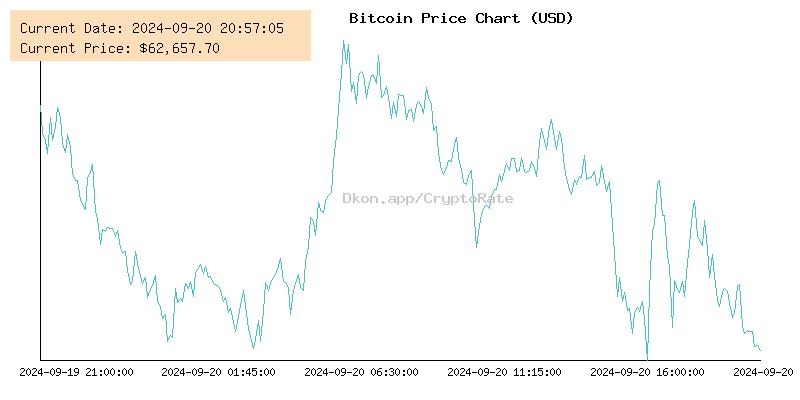 Bitcoin Price Chart (USD)
Current Date: 2024-09-20 20:57:05
Current Price: $62,657.70
Dkon.app/CryptoRate
2024-09-19 21:00:00 2024-09-20 01:45:00 2024-09-20 06:30:00 2024-09-20 11:15:00 2024-09-20 16:00:00 2024-09-20